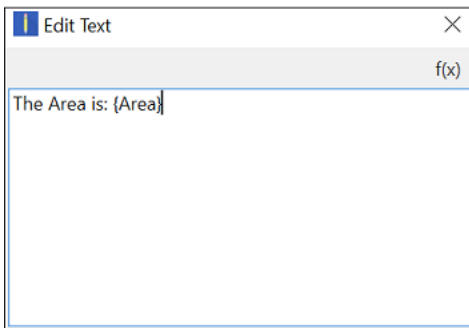 Edit Text
f(x)
The Area is: {Area}